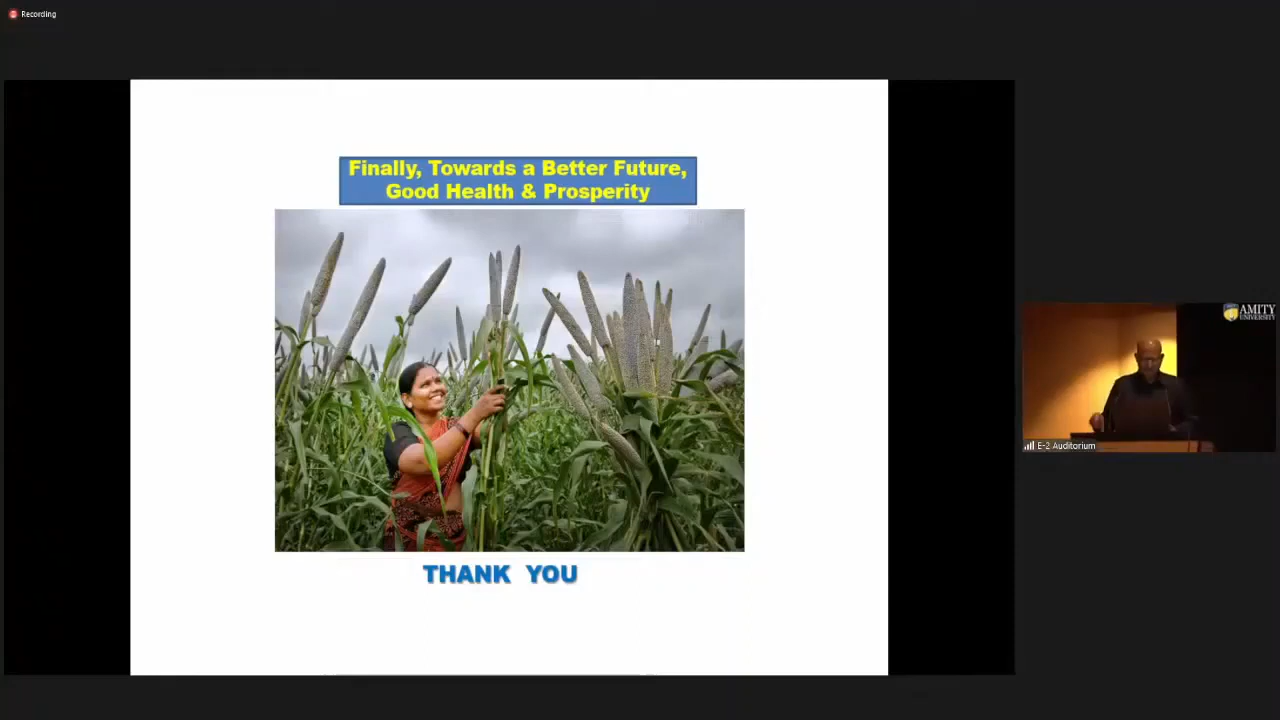 Recording
Finally, Towards a Better Future,
Good Health & Prosperity
THANK YOU
AMITY
UNIVERSITY
E-2 Auditorium